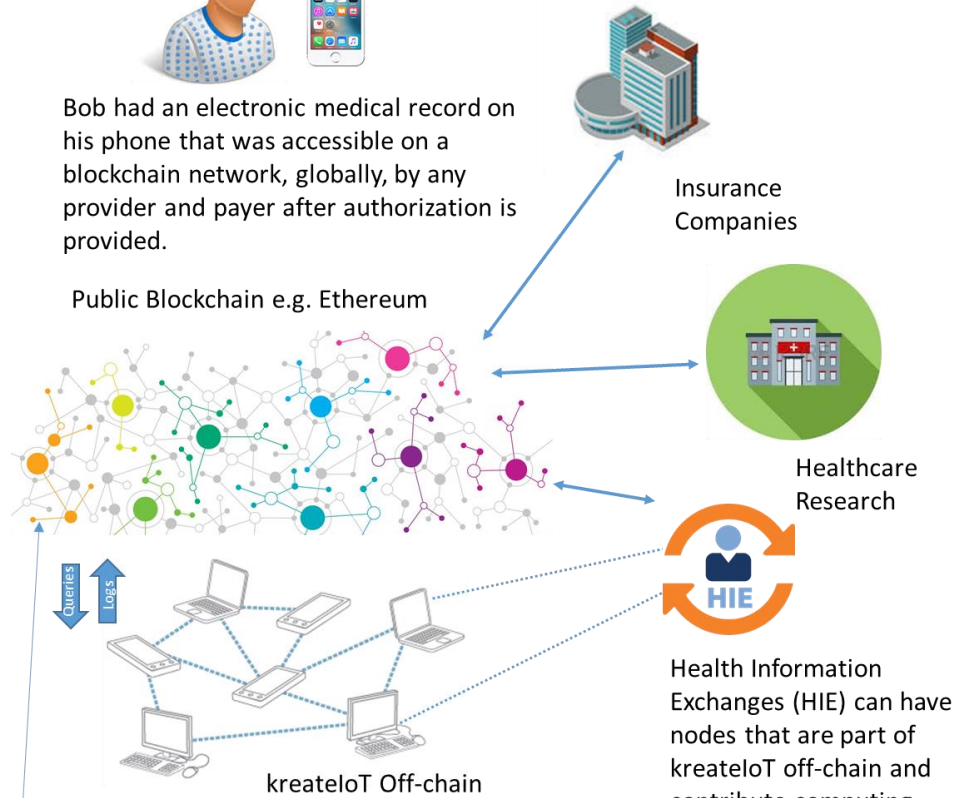 Bob had an electronic medical record on
his phone that was accessible on a
blockchain network, globally, by any
provider and payer after authorization is
provided.
Insurance
Companies
Public Blockchain e.g. Ethereum
Healthcare
Research
Queries
Logs
HIE
Health Information
Exchanges (HIE) can have
nodes that are part of
kreateIoT off-chain and
contribute computing
kreateIoT Off-chain